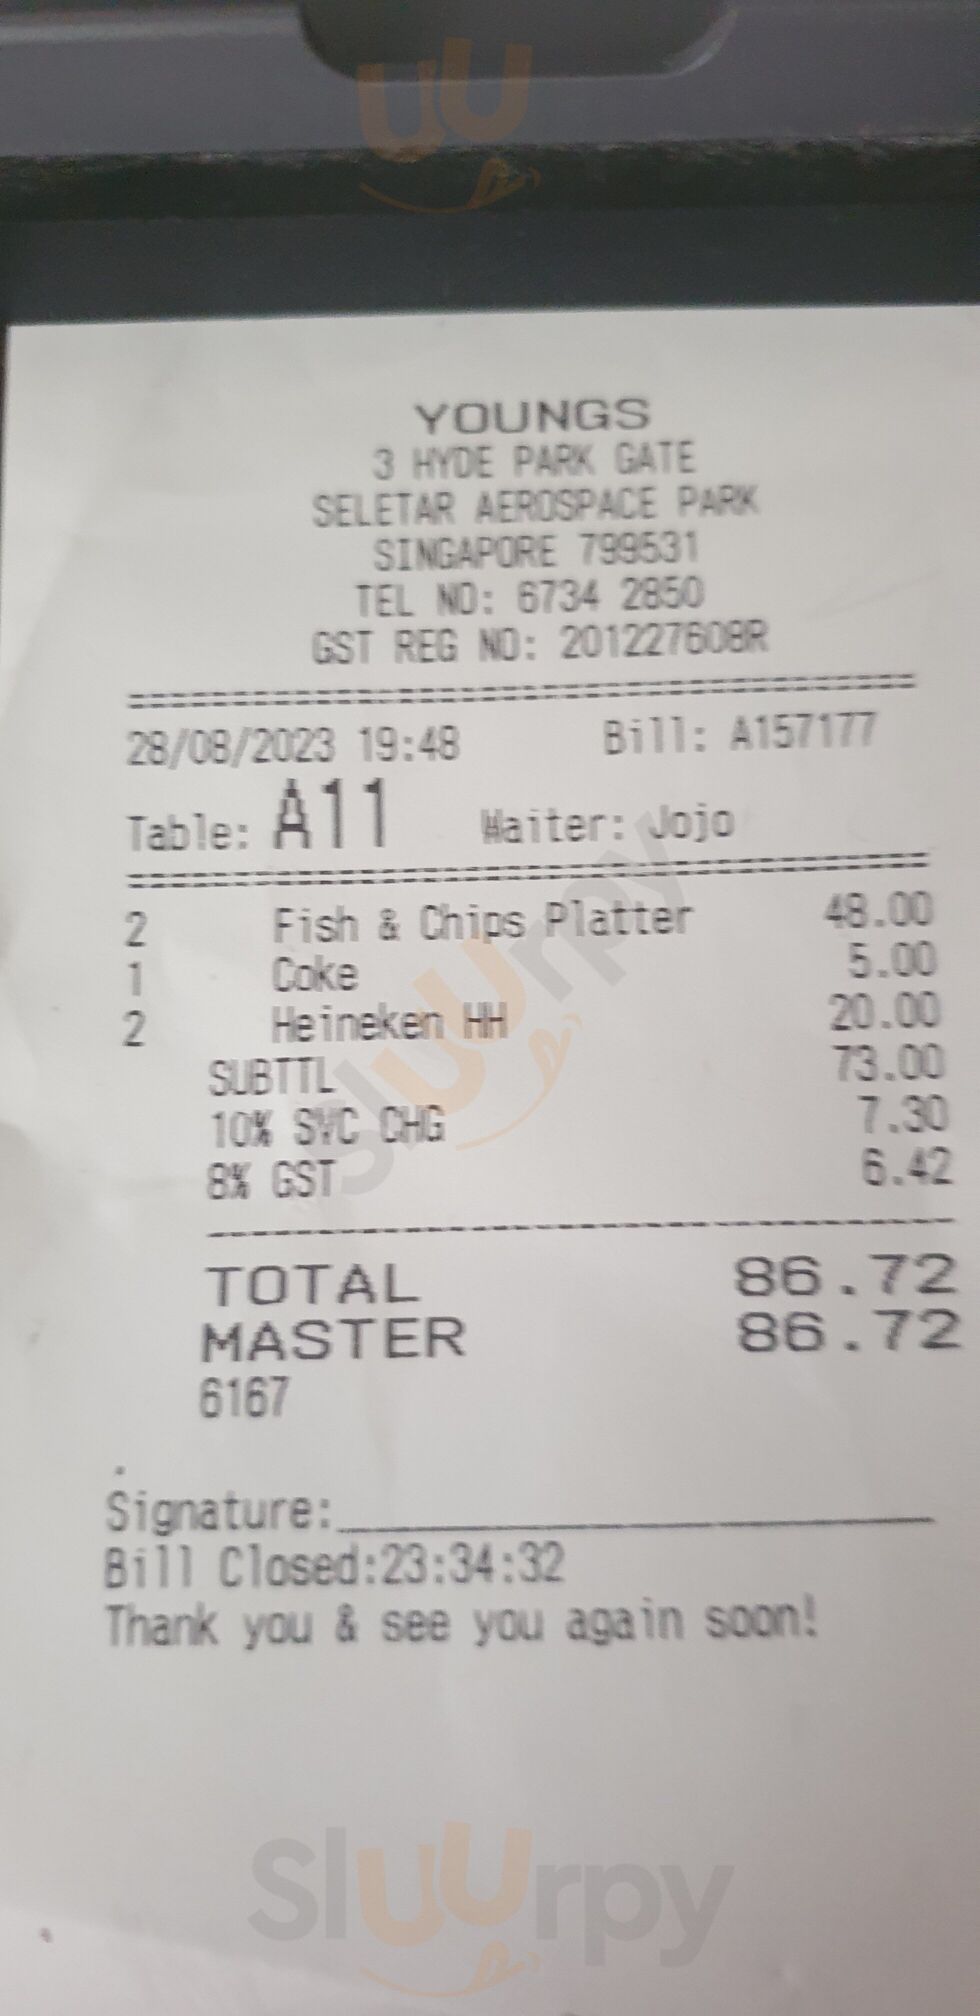 YOUNGS
3 HYDE PARK GATE
SELETAR AEROSPACE PARK
SINGAPORE 799531
TEL NO: 6734 2850
GST REG NO: 201227608R
28/08/2023 19:48 Bill: A157177
Table: A11 Waiter: Jojo
2 Fish & Chips Platter 48.00
1 Coke 5.00
2 Heineken HH 20.00
SUBTTL 73.00
10% SVC CHG 7.30
8% GST 6.42
TOTAL 86.72
MASTER 86.72
6167
.
Signature:
Bill Closed:23:34:32
Thank you & see you again soon!
Sluurpy
Sluurpy
uu